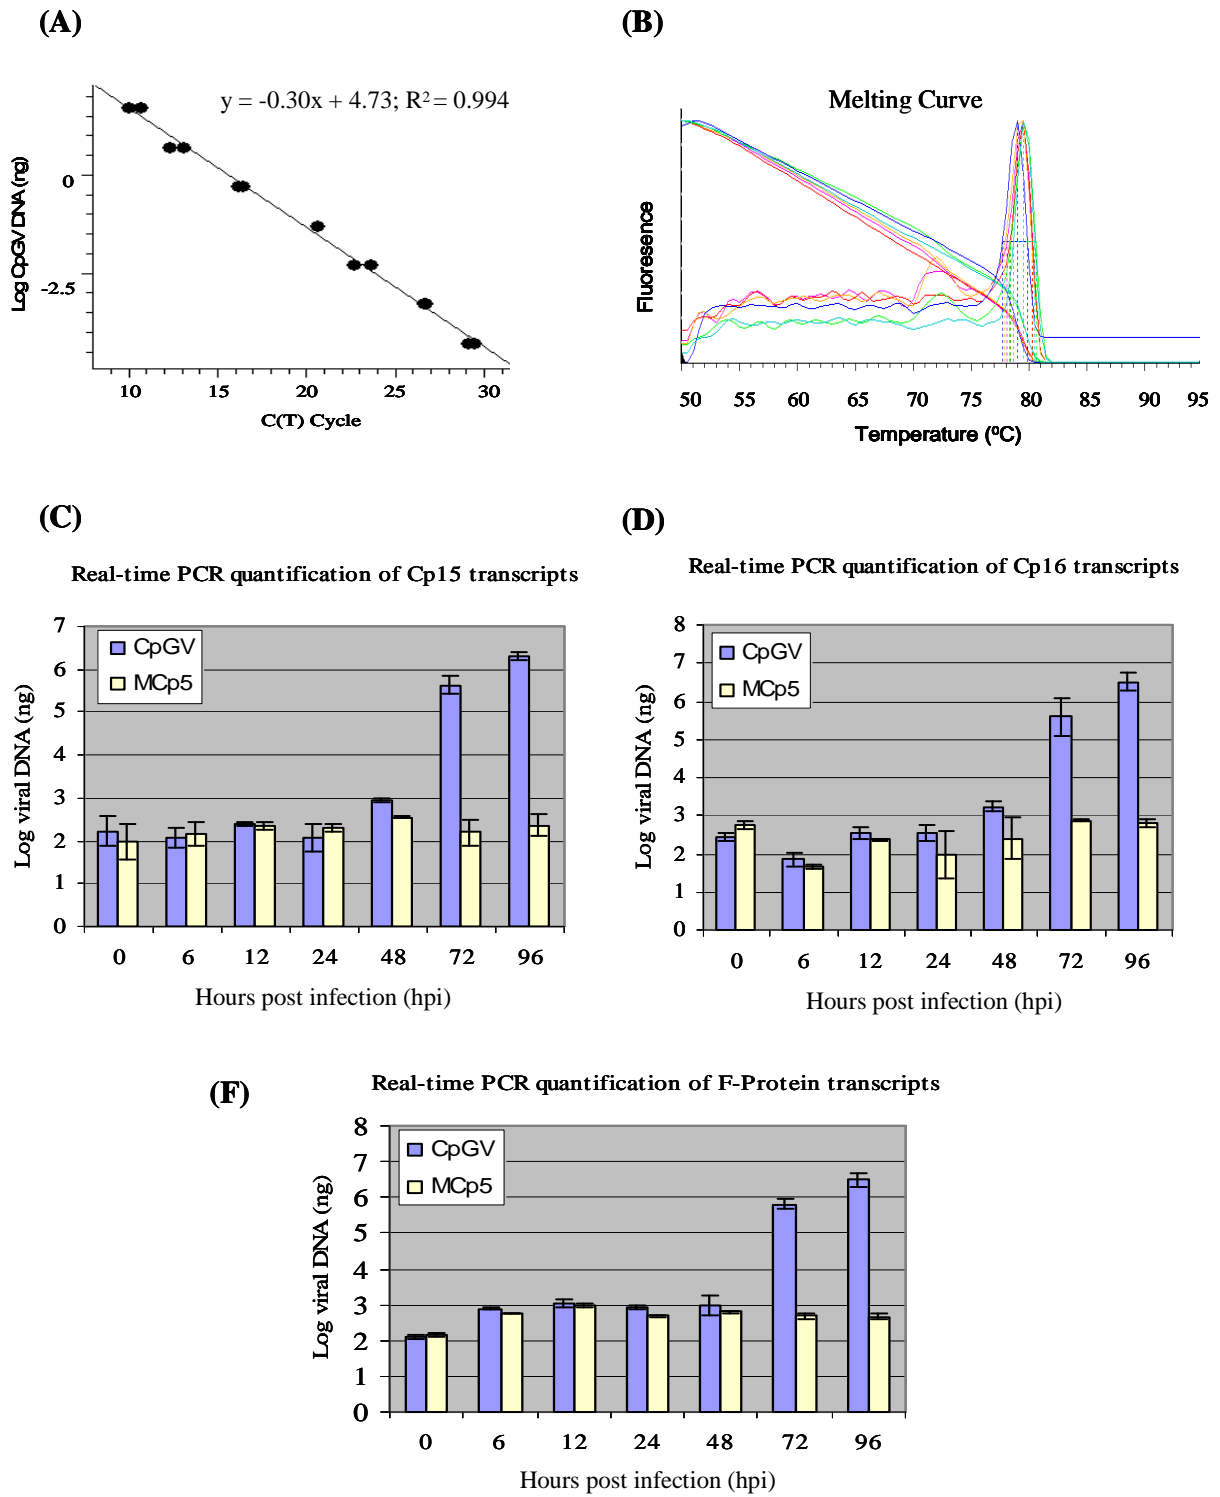 (A)
y = -0.30x + 4.73; R² = 0.994
Log CpGV DNA (ng)
0
-2.5
10 15 20 25 30
C(T) Cycle
(B)
Melting Curve
Fluoresence
50 55 60 65 70 75 80 85 90 95
Temperature (⁰C)
(C)
Real-time PCR quantification of Cp15 transcripts
CpGV
MCp5
Log viral DNA (ng)
7
6
5
4
3
2
1
0
0 6 12 24 48 72 96
Hours post infection (hpi)
(D)
Real-time PCR quantification of Cp16 transcripts
CpGV
MCp5
Log viral DNA (ng)
8
7
6
5
4
3
2
1
0
0 6 12 24 48 72 96
Hours post infection (hpi)
(F)
Real-time PCR quantification of F-Protein transcripts
CpGV
MCp5
Log viral DNA (ng)
8
7
6
5
4
3
2
1
0
0 6 12 24 48 72 96
Hours post infection (hpi)